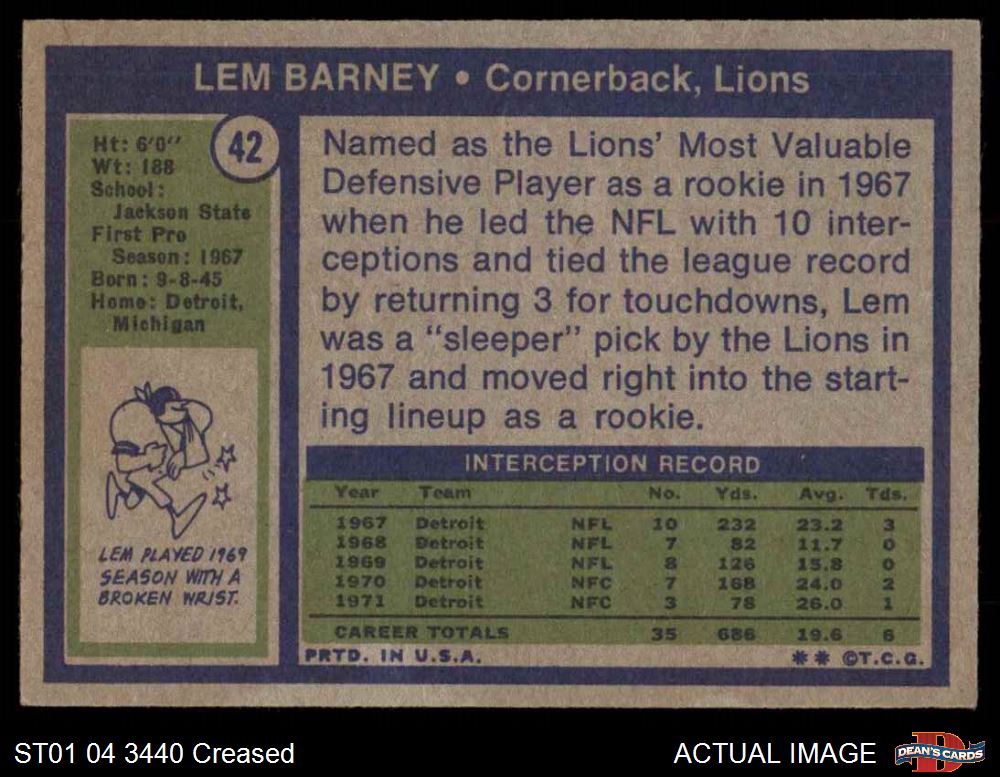 LEM BARNEY • Cornerback, Lions
42
Ht: 6'0"
Wt: 188
School:
Jackson State
First Pro
Season: 1967
Born: 9-8-45
Home: Detroit,
Michigan
LEM PLAYED 1969
SEASON WITH A
BROKEN WRIST.
Named as the Lions' Most Valuable
Defensive Player as a rookie in 1967
when he led the NFL with 10 inter-
ceptions and tied the league record
by returning 3 for touchdowns, Lem
was a "sleeper" pick by the Lions in
1967 and moved right into the start-
ing lineup as a rookie.
INTERCEPTION RECORD
Year Team No. Yds. Avg. Tds.
1967 Detroit NFL 10 232 23.2 3
1968 Detroit NFL 7 82 11.7 0
1969 Detroit NFL 8 126 15.8 0
1970 Detroit NFC 7 168 24.0 2
1971 Detroit NFC 3 78 26.0 1
CAREER TOTALS 35 686 19.6 6
PRTD. IN U.S.A. ** ©T.C.G.
ST01 04 3440 Creased ACTUAL IMAGE DEAN'S CARDS